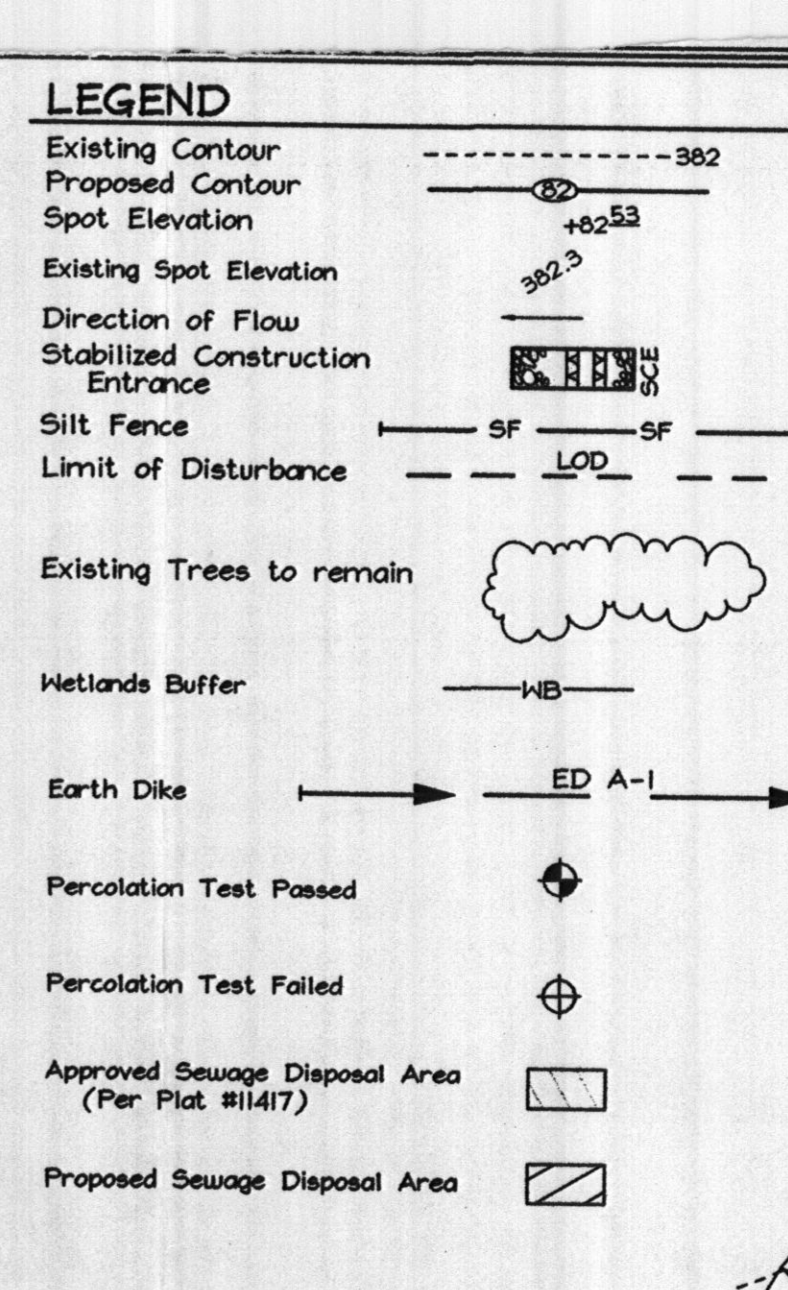 LEGEND
Existing Contour 382
Proposed Contour 82
Spot Elevation +82 53
Existing Spot Elevation 382.3
Direction of Flow
Stabilized Construction
Entrance SCE
Silt Fence SF SF
Limit of Disturbance LOD
Existing Trees to remain
Wetlands Buffer WB
Earth Dike ED A-1
Percolation Test Passed
Percolation Test Failed
Approved Sewage Disposal Area
(Per Plat #11417)
Proposed Sewage Disposal Area